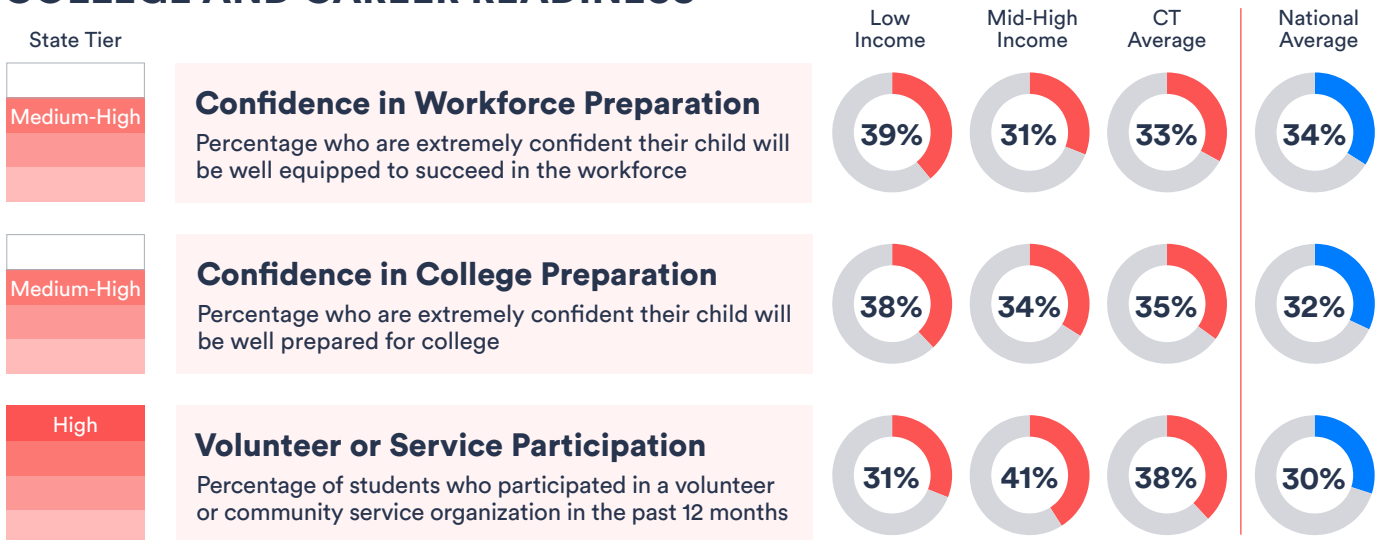 COLLEGE AND CAREER READINESS
State Tier
Low
Income
Mid-High
Income
CT
Average
National
Average
Medium-High
Confidence in Workforce Preparation
Percentage who are extremely confident their child will
be well equipped to succeed in the workforce
39%
31%
33%
34%
Medium-High
Confidence in College Preparation
Percentage who are extremely confident their child will
be well prepared for college
38%
34%
35%
32%
High
Volunteer or Service Participation
Percentage of students who participated in a volunteer
or community service organization in the past 12 months
31%
41%
38%
30%